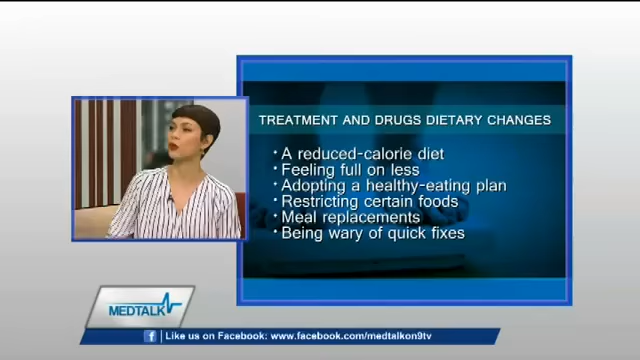 TREATMENT AND DRUGS DIETARY CHANGES
• A reduced-calorie diet
• Feeling full on less
• Adopting a healthy-eating plan
• Restricting certain foods
• Meal replacements
• Being wary of quick fixes
MEDTALK
f Like us on Facebook: www.facebook.com/medtalkon9tv